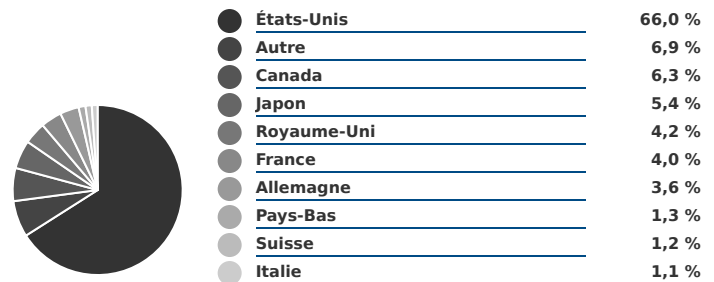 États-Unis 66,0 %
Autre 6,9 %
Canada 6,3 %
Japon 5,4 %
Royaume-Uni 4,2 %
France 4,0 %
Allemagne 3,6 %
Pays-Bas 1,3 %
Suisse 1,2 %
Italie 1,1 %